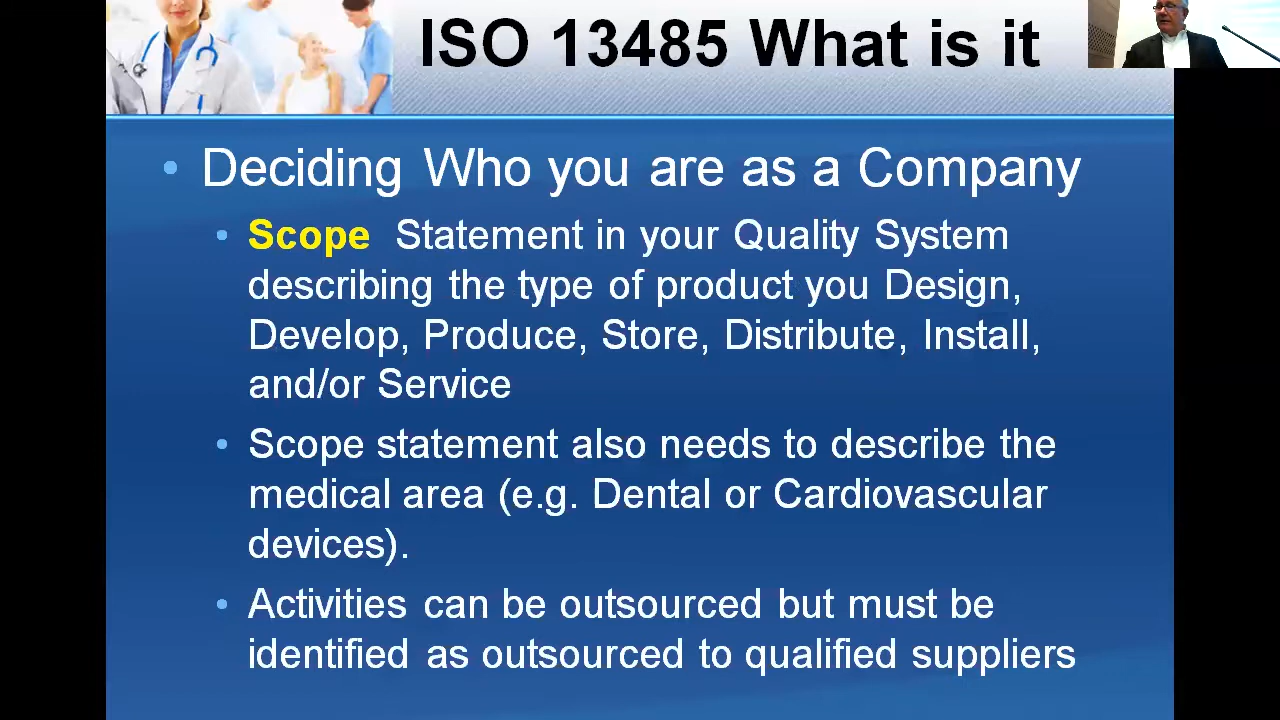 ISO 13485 What is it
• Deciding Who you are as a Company
• Scope Statement in your Quality System
describing the type of product you Design,
Develop, Produce, Store, Distribute, Install,
and/or Service
• Scope statement also needs to describe the
medical area (e.g. Dental or Cardiovascular
devices).
• Activities can be outsourced but must be
identified as outsourced to qualified suppliers